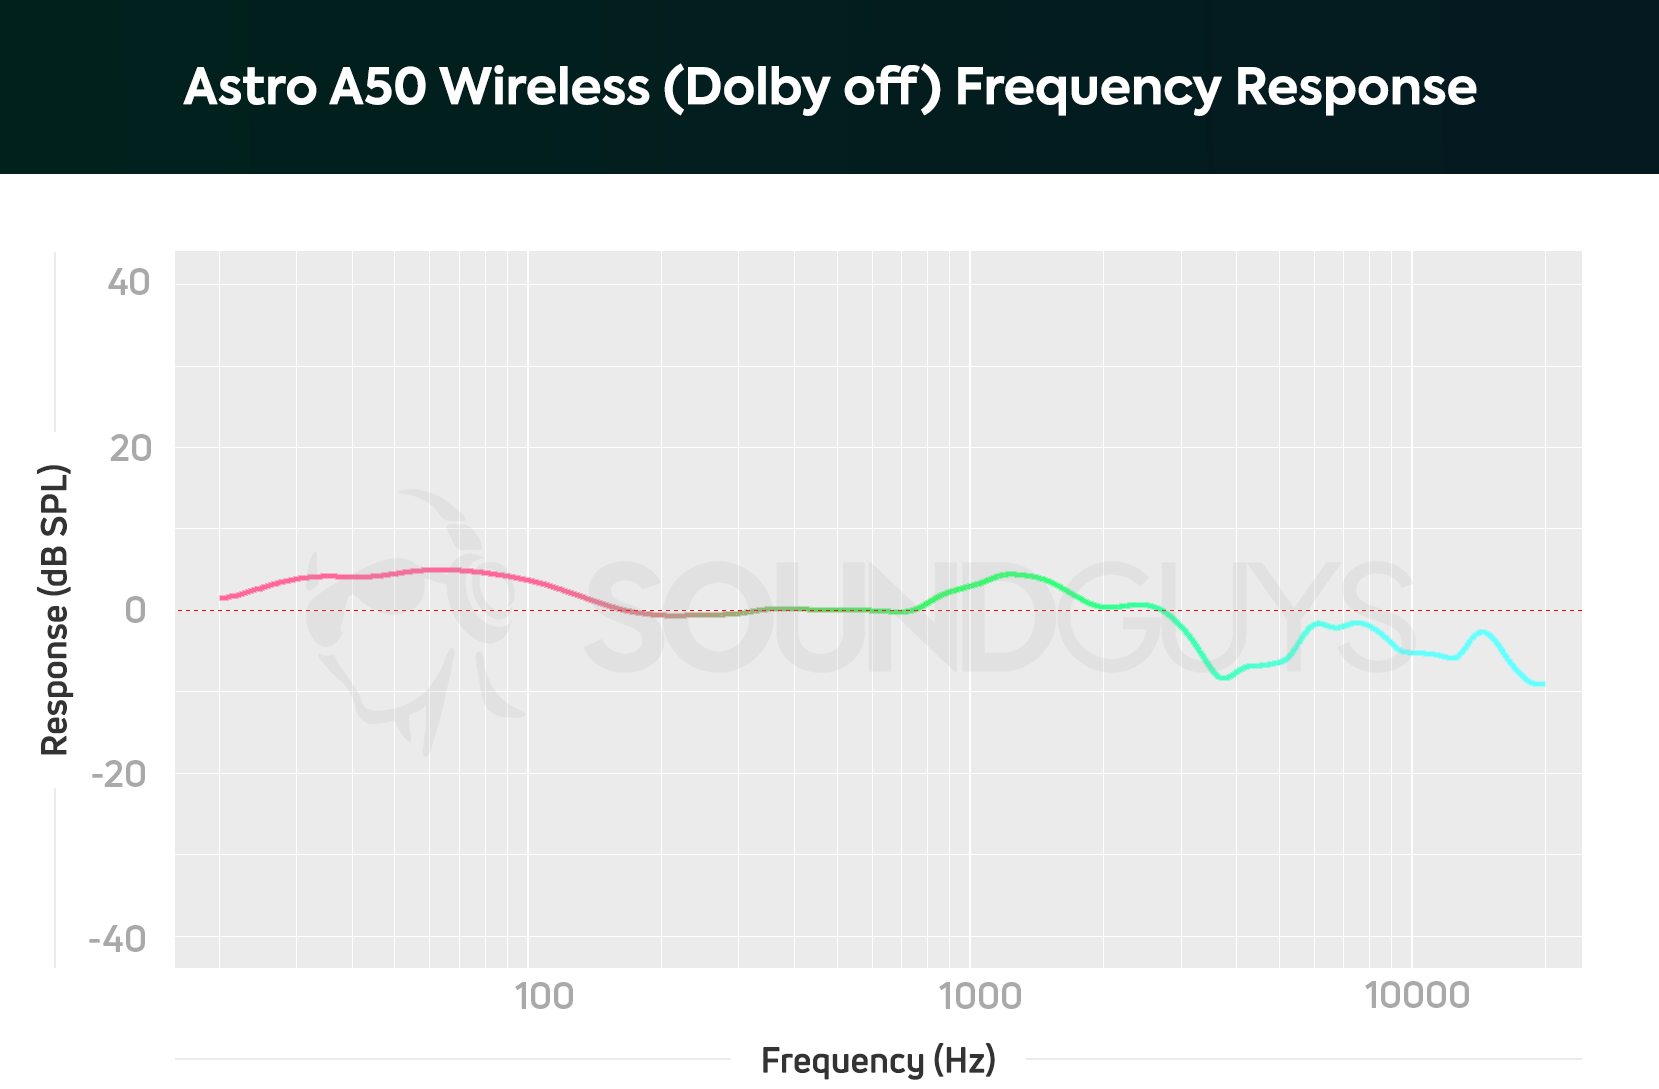 Astro A50 Wireless (Dolby off) Frequency Response
40
20
0
-20
-40
Response (dB SPL)
SOUNDGUYS
100 1000 10000
Frequency (Hz)